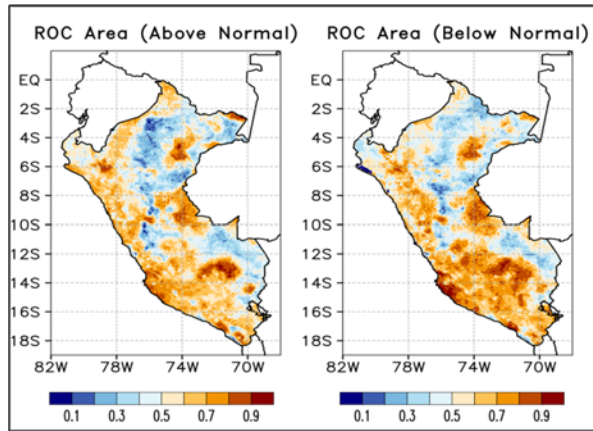 ROC Area (Above Normal)
ROC Area (Below Normal)
EQ
2S
4S
6S
8S
10S
12S
14S
16S
18S
82W 78W 74W 70W
EQ
2S
4S
6S
8S
10S
12S
14S
16S
18S
82W 78W 74W 70W
0.1 0.3 0.5 0.7 0.9
0.1 0.3 0.5 0.7 0.9